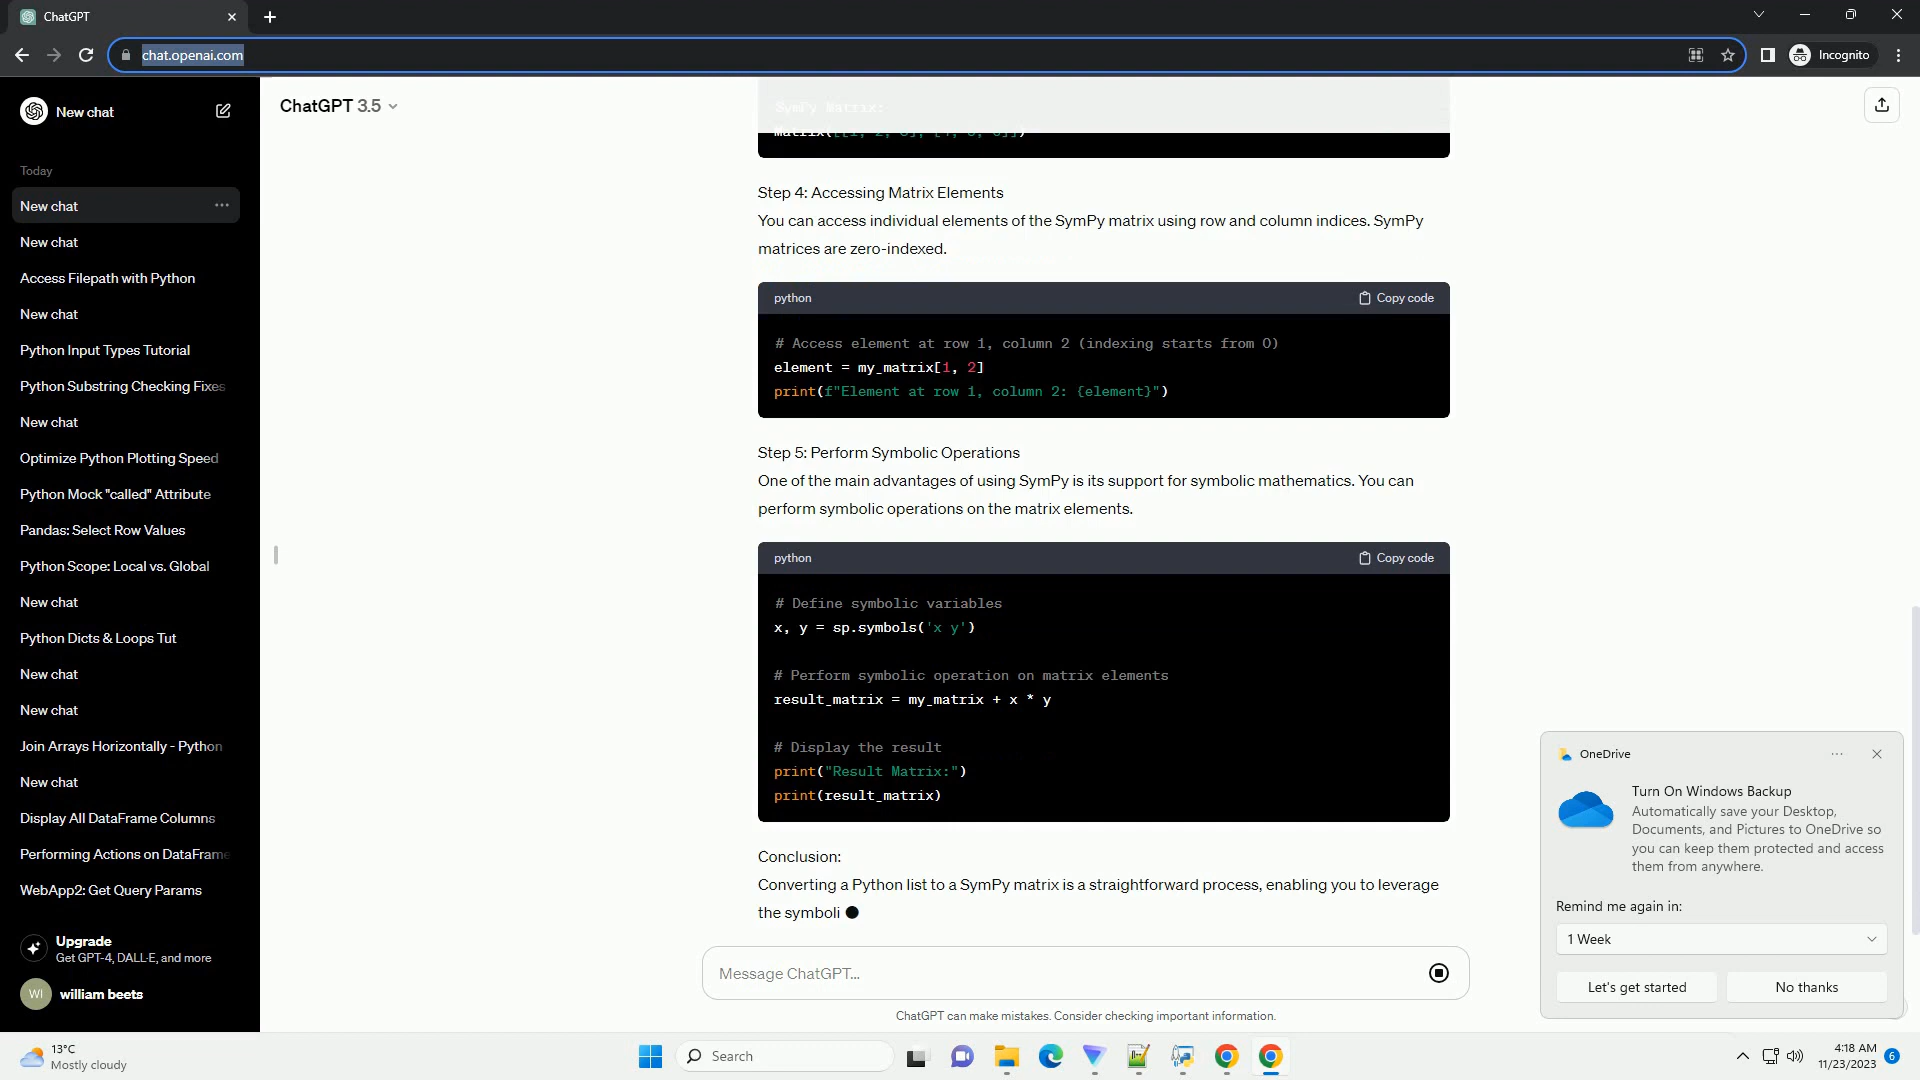 ChatGPT
chat.openai.com
Incognito
New chat
Today
New chat
New chat
Access Filepath with Python
New chat
Python Input Types Tutorial
Python Substring Checking Fixes
New chat
Optimize Python Plotting Speed
Python Mock "called" Attribute
Pandas: Select Row Values
Python Scope: Local vs. Global
New chat
Python Dicts & Loops Tut
New chat
New chat
Join Arrays Horizontally - Python
New chat
Display All DataFrame Columns
Performing Actions on DataFrame
WebApp2: Get Query Params
Upgrade
Get GPT-4, DALL·E, and more
WI
william beets
ChatGPT 3.5
SymPy Matrix:
Step 4: Accessing Matrix Elements
You can access individual elements of the SymPy matrix using row and column indices. SymPy
matrices are zero-indexed.
python
Copy code
# Access element at row 1, column 2 (indexing starts from 0)
element = my_matrix[1, 2]
print(f"Element at row 1, column 2: {element}")
Step 5: Perform Symbolic Operations
One of the main advantages of using SymPy is its support for symbolic mathematics. You can
perform symbolic operations on the matrix elements.
python
Copy code
# Define symbolic variables
x, y = sp.symbols('x y')
# Perform symbolic operation on matrix elements
result_matrix = my_matrix + x * y
# Display the result
print("Result Matrix:")
print(result_matrix)
Conclusion:
Converting a Python list to a SymPy matrix is a straightforward process, enabling you to leverage
the symboli
Message ChatGPT...
ChatGPT can make mistakes. Consider checking important information.
OneDrive
Turn On Windows Backup
Automatically save your Desktop,
Documents, and Pictures to OneDrive so
you can keep them protected and access
them from anywhere.
Remind me again in:
1 Week
Let's get started
No thanks
13°C
Mostly cloudy
Search
4:18 AM
11/23/2023
6